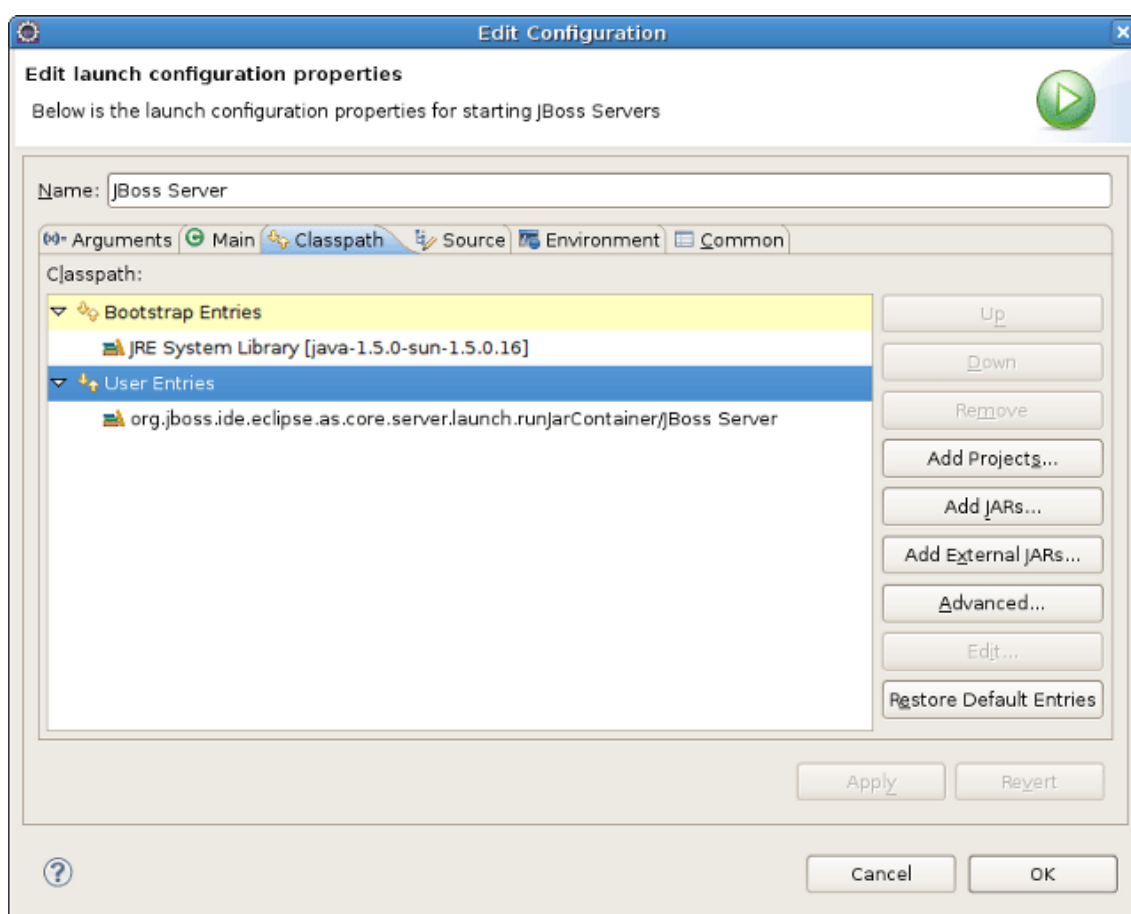 Edit Configuration
Edit launch configuration properties
Below is the launch configuration properties for starting JBoss Servers
Name: JBoss Server
(x)= Arguments Main Classpath Source Environment Common
Classpath:
Bootstrap Entries
JRE System Library [java-1.5.0-sun-1.5.0.16]
User Entries
org.jboss.ide.eclipse.as.core.server.launch.runJarContainer/JBoss Server
Up
Down
Remove
Add Projects...
Add JARs...
Add External JARs...
Advanced...
Edit...
Restore Default Entries
Apply Revert
? Cancel OK